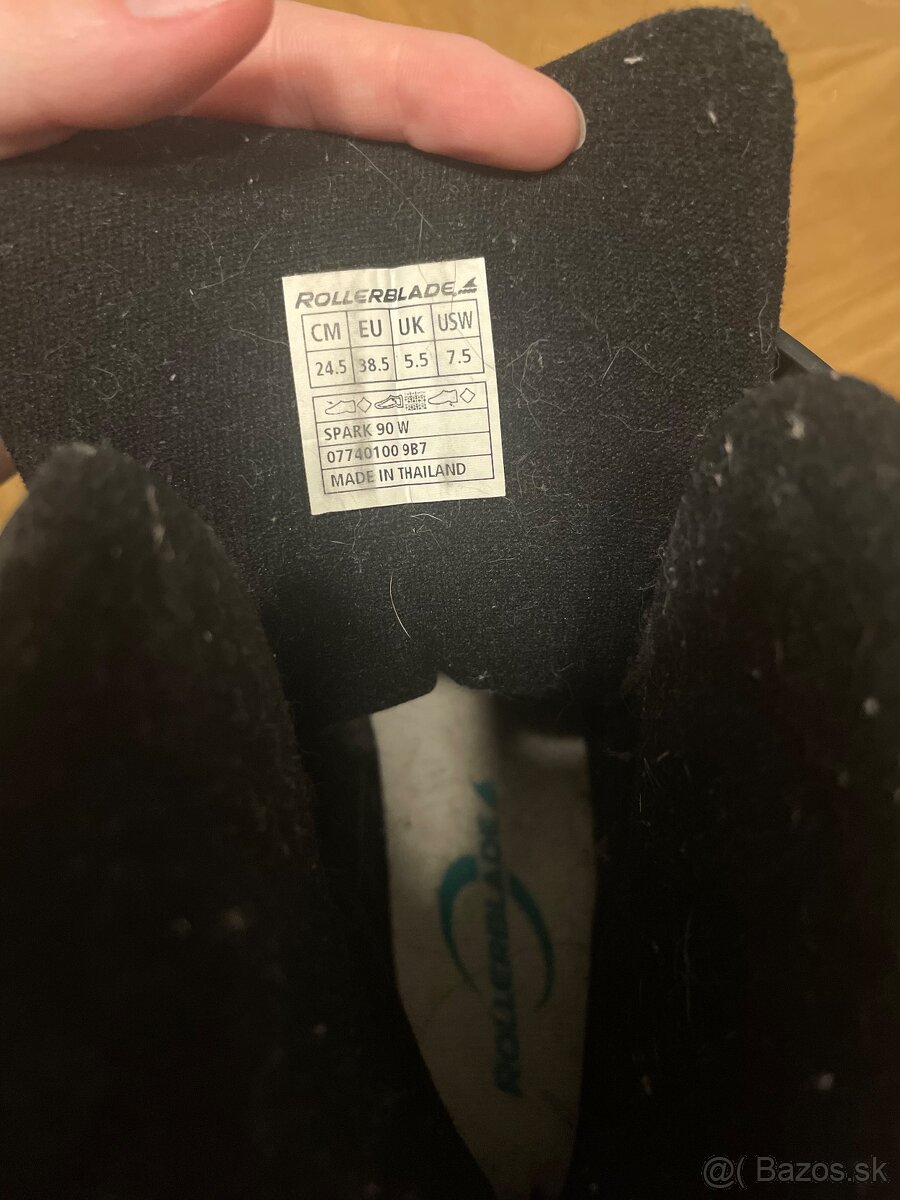 ROLLERBLADE
CM EU UK USW
24.5 38.5 5.5 7.5
SPARK 90 W
07740100 9B7
MADE IN THAILAND
ROLLERBLADE
@( Bazos.sk